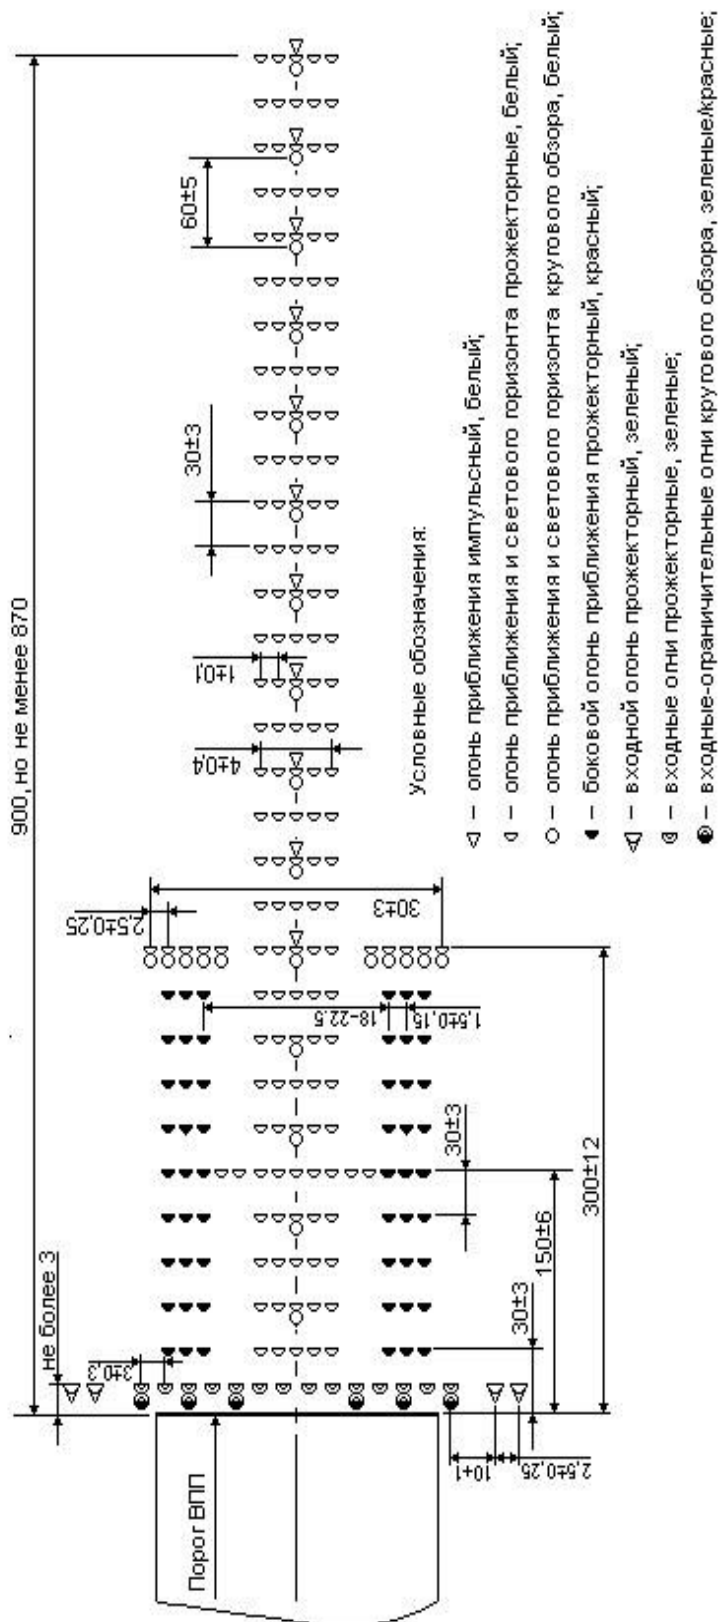 900, но не менее 870
60±5
30±3
1±0,1
4±0,4
2,5±0,25
30±3
18-22.5
1,5±0,15
30±3
300±12
150±6
30±3
не более 3
3±0,3
10+1
2,5±0,25
Порог ВПП
Условные обозначения:
– огонь приближения импульсный, белый;
– огонь приближения и светового горизонта прожекторные, белый;
– огонь приближения и светового горизонта кругового обзора, белый;
– боковой огонь приближения прожекторный, красный;
– входной огонь прожекторный, зеленый;
– входные огни прожекторные, зеленые;
– входные-ограничительные огни кругового обзора, зеленые/красные;